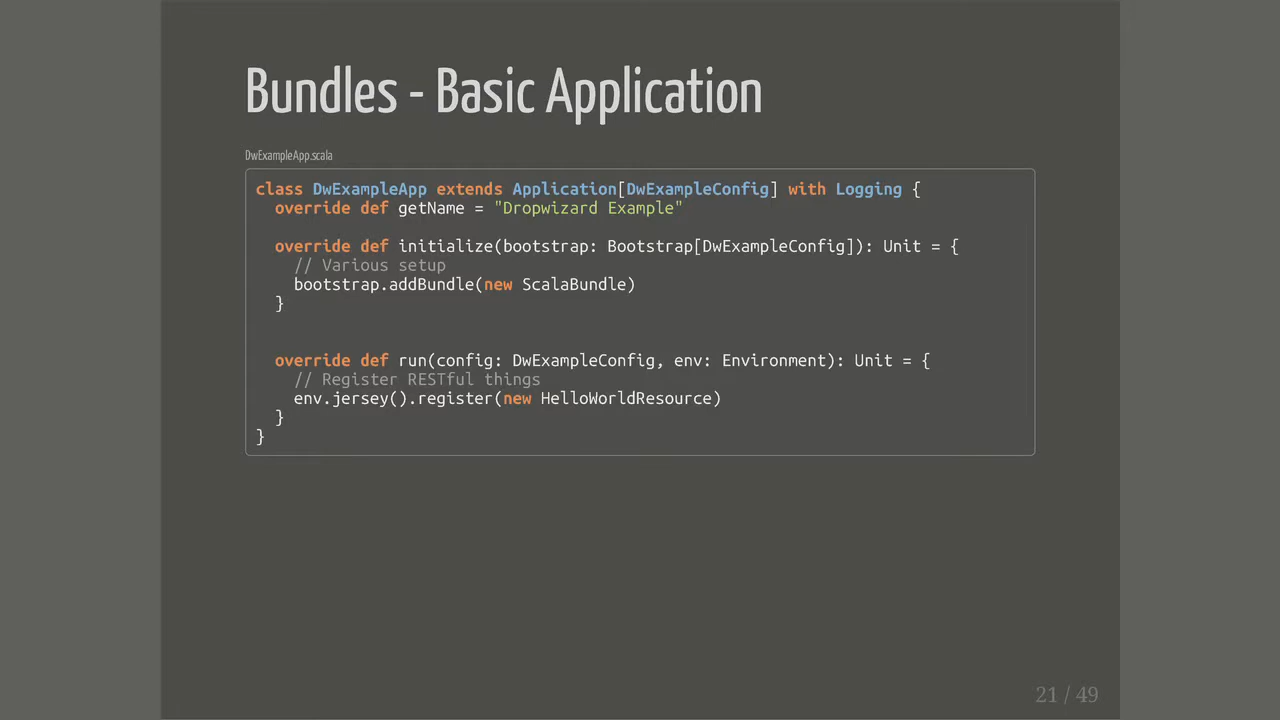 Bundles - Basic Application
DwExampleApp.scala
class DwExampleApp extends Application[DwExampleConfig] with Logging {
  override def getName = "Dropwizard Example"
  override def initialize(bootstrap: Bootstrap[DwExampleConfig]): Unit = {
    // Various setup
    bootstrap.addBundle(new ScalaBundle)
  }
  override def run(config: DwExampleConfig, env: Environment): Unit = {
    // Register RESTful things
    env.jersey().register(new HelloWorldResource)
  }
}
21 / 49